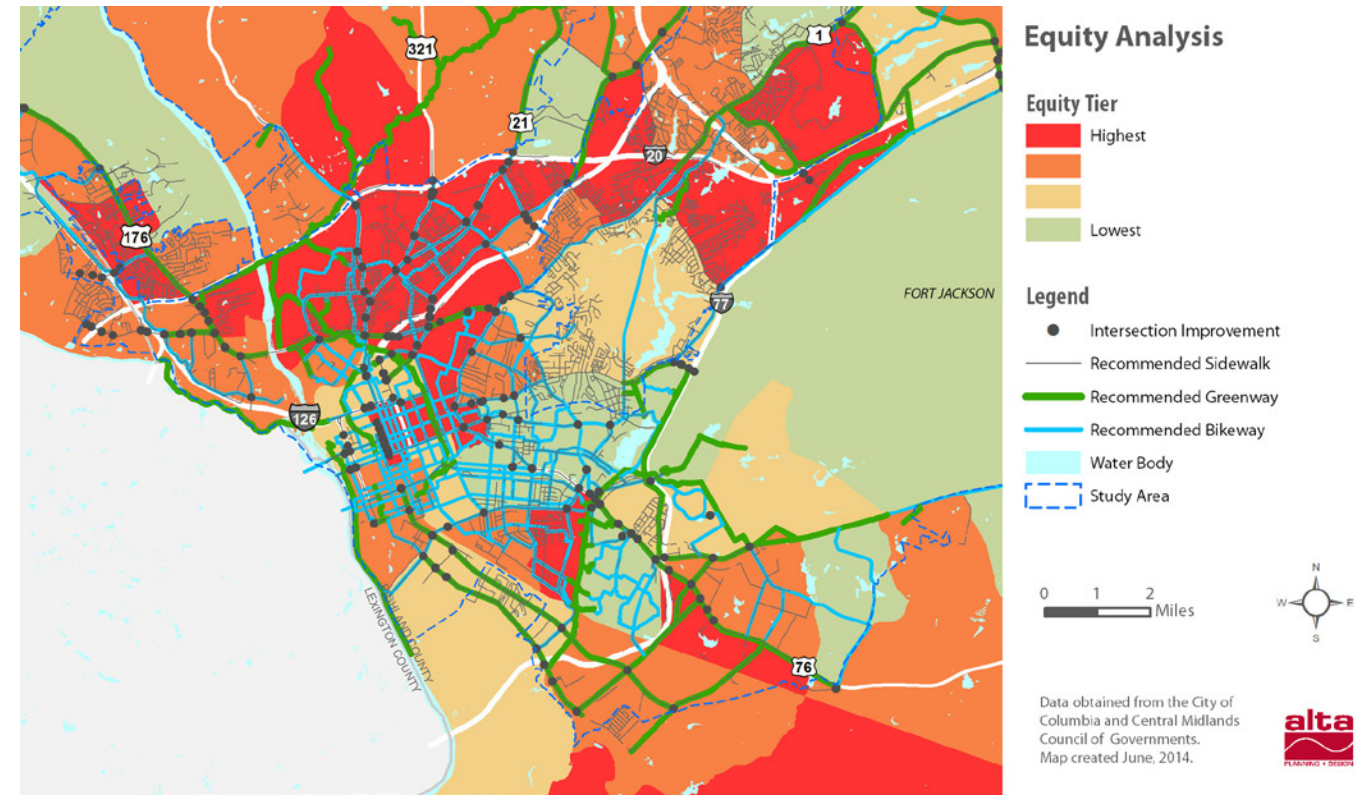 321
1
Equity Analysis
Equity Tier
21
Highest
20
176
Lowest
FORT JACKSON
Legend
77
Intersection Improvement
Recommended Sidewalk
Recommended Greenway
126
Recommended Bikeway
Water Body
Study Area
RICHLAND COUNTY
LEXINGTON COUNTY
N
0 1 2
Miles
W E
S
76
Data obtained from the City of
Columbia and Central Midlands
Council of Governments.
Map created June, 2014.
alta
PLANNING + DESIGN